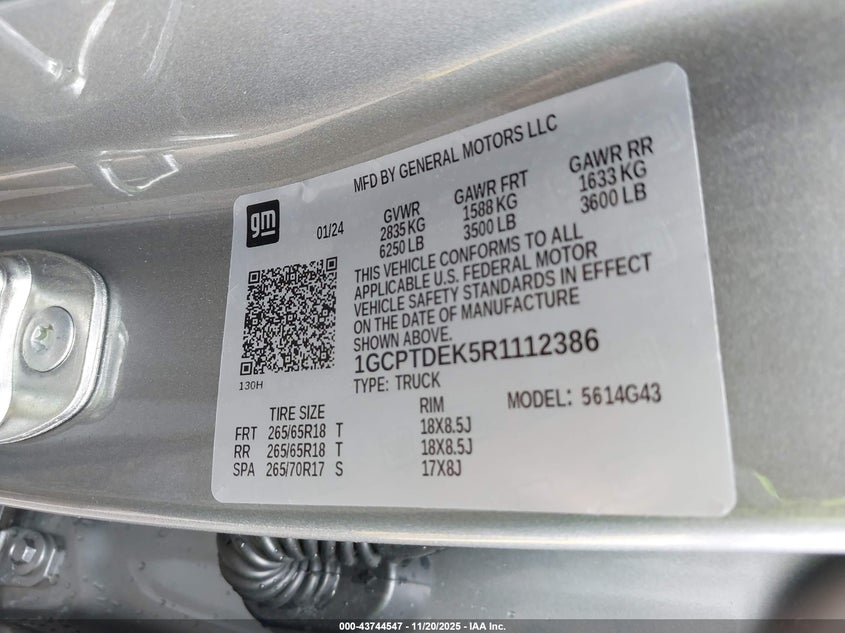 MFD BY GENERAL MOTORS LLC
gm
01/24
GVWR
2835 KG
6250 LB
GAWR FRT
1588 KG
3500 LB
GAWR RR
1633 KG
3600 LB
THIS VEHICLE CONFORMS TO ALL
APPLICABLE U.S. FEDERAL MOTOR
VEHICLE SAFETY STANDARDS IN EFFECT
ON THE DATE OF MANUFACTURE
SHOWN ABOVE.
1GCPTDEK5R1112386
130H
TYPE: TRUCK
MODEL: 5614G43
TIRE SIZE RIM
FRT 265/65R18 T 18X8.5J
RR 265/65R18 T 18X8.5J
SPA 265/70R17 S 17X8J
000-43744547 - 11/20/2025 - IAA Inc.